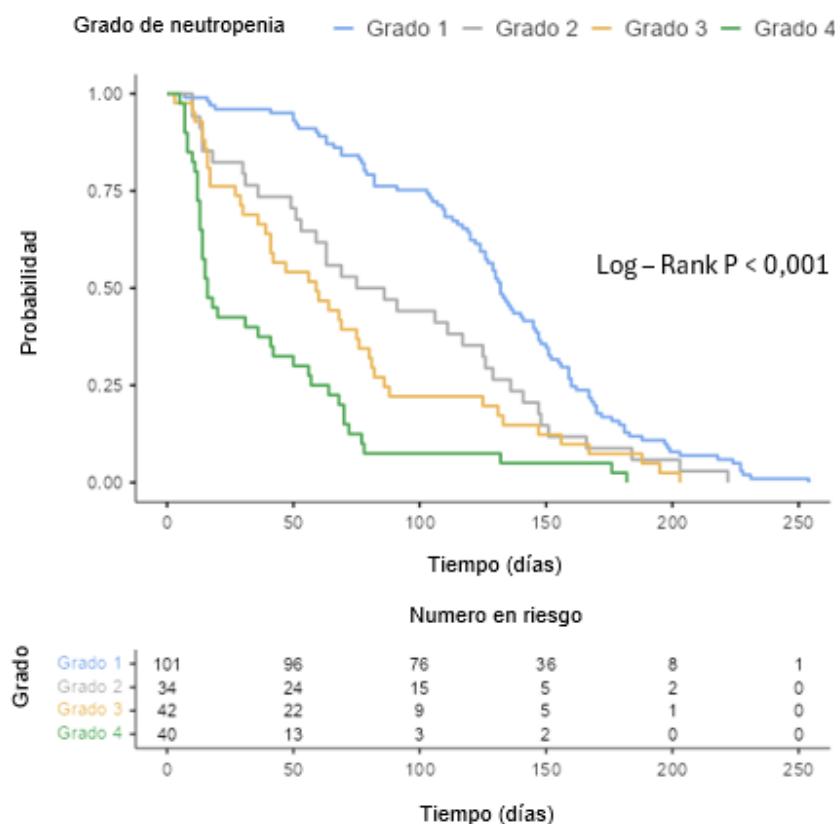 Grado de neutropenia Grado 1 Grado 2 Grado 3 Grado 4
1.00
0.75
0.50
0.25
0.00
Probabilidad
Log – Rank P < 0,001
0 50 100 150 200 250
Tiempo (días)
Numero en riesgo
Grado
Grado 1 101 96 76 36 8 1
Grado 2 34 24 15 5 2 0
Grado 3 42 22 9 5 1 0
Grado 4 40 13 3 2 0 0
0 50 100 150 200 250
Tiempo (días)